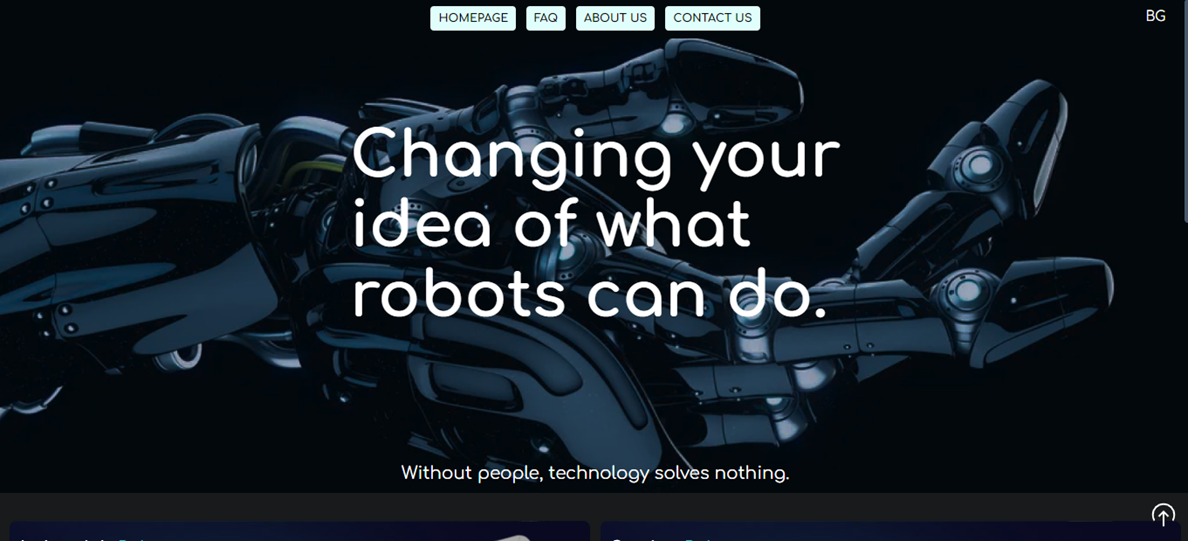 HOMEPAGE FAQ ABOUT US CONTACT US BG
Changing your
idea of what
robots can do.
Without people, technology solves nothing.